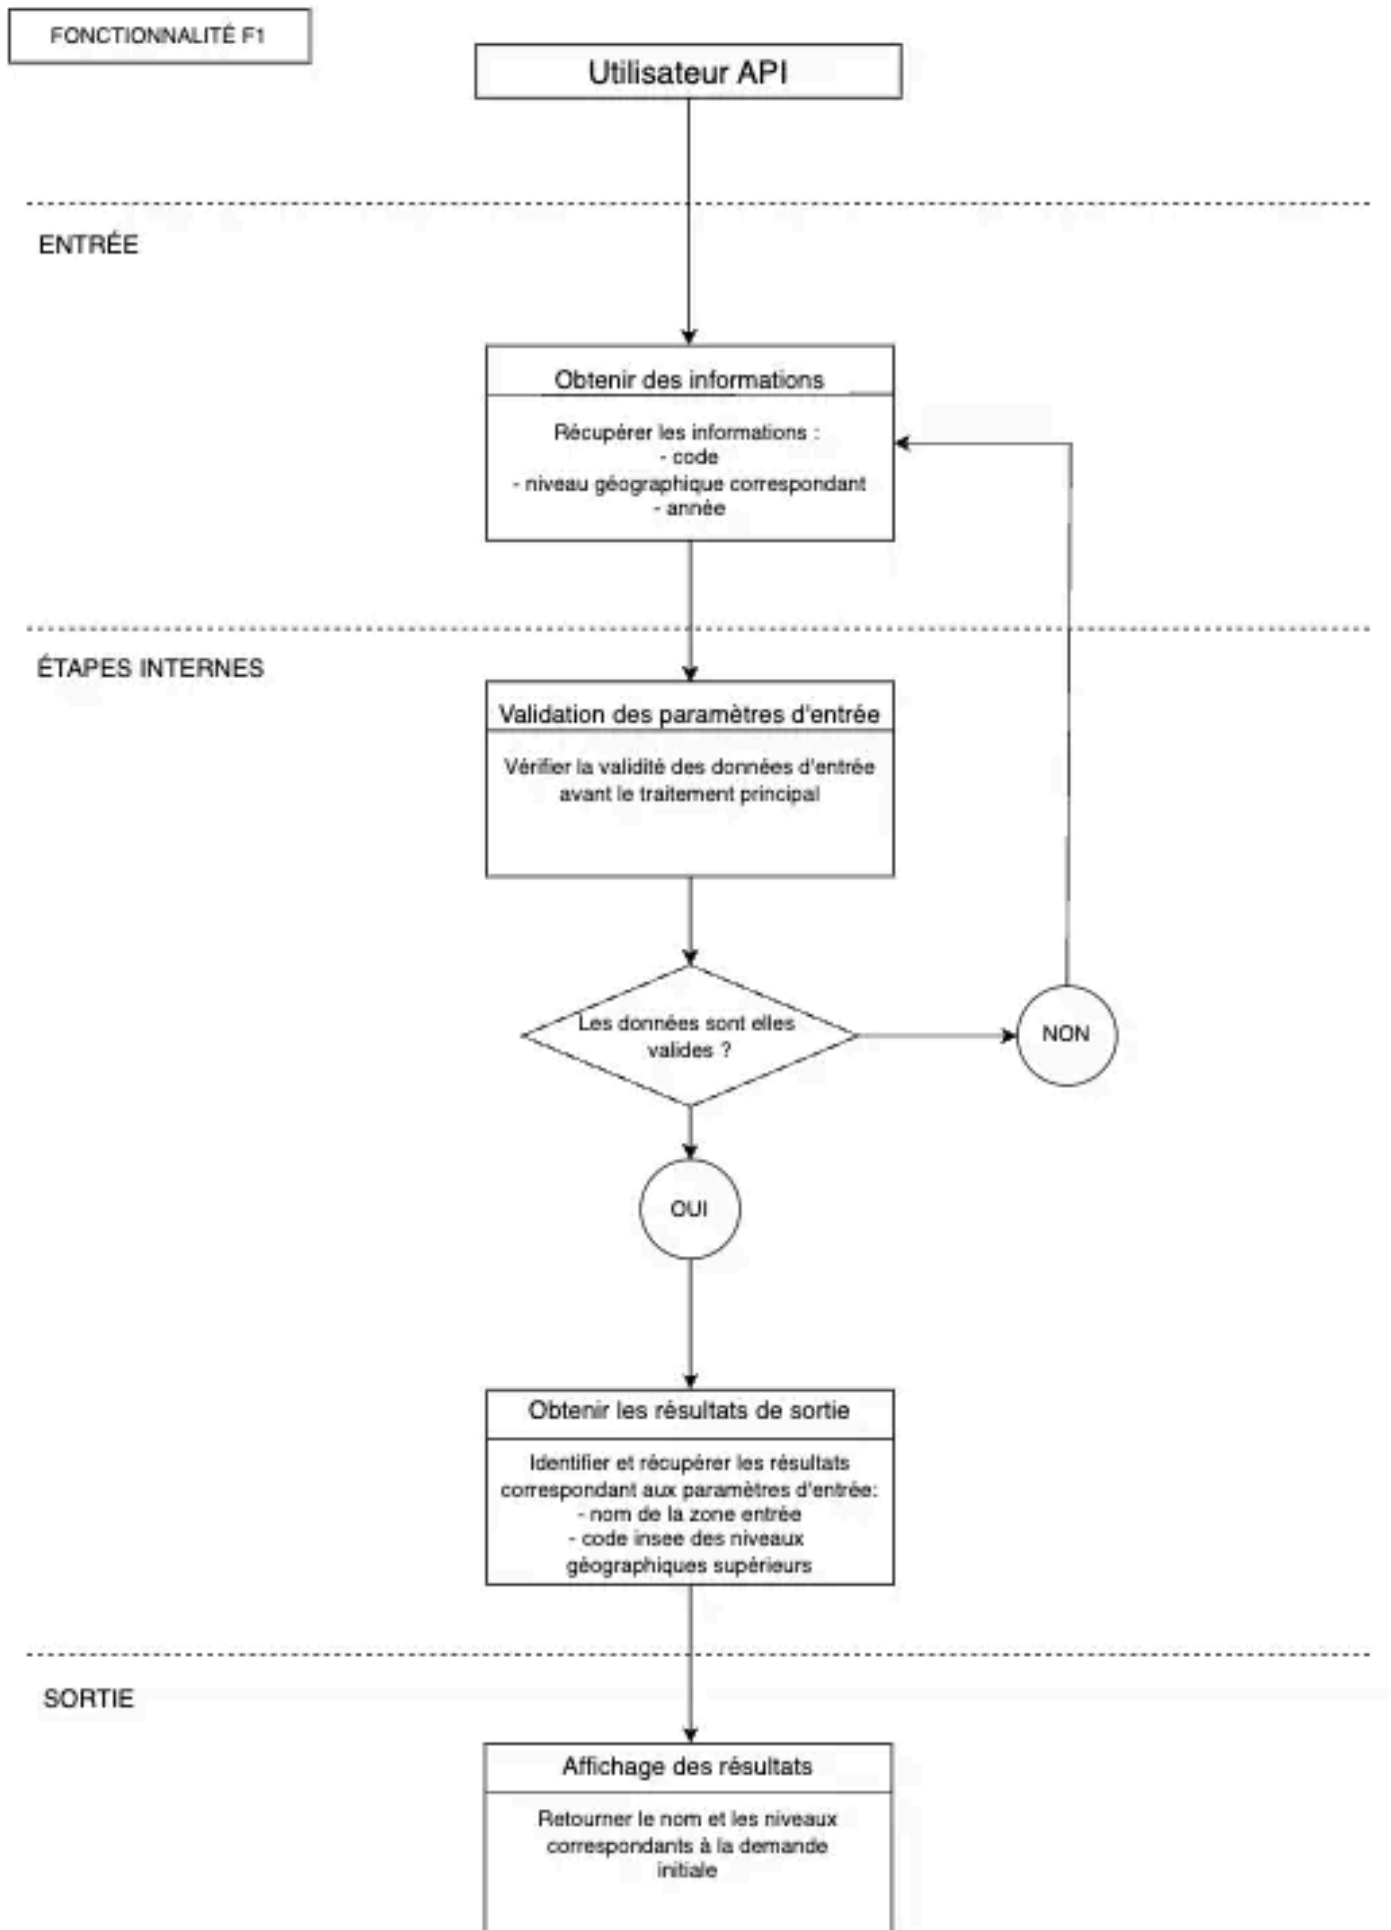 FONCTIONNALITÉ F1
Utilisateur API
ENTRÉE
Obtenir des informations
Récupérer les informations :
- code
- niveau géographique correspondant
- année
ÉTAPES INTERNES
Validation des paramètres d'entrée
Vérifier la validité des données d'entrée
avant le traitement principal
Les données sont elles
valides ?
NON
OUI
Obtenir les résultats de sortie
Identifier et récupérer les résultats
correspondant aux paramètres d'entrée:
- nom de la zone entrée
- code insee des niveaux
géographiques supérieurs
SORTIE
Affichage des résultats
Retourner le nom et les niveaux
correspondants à la demande
initiale